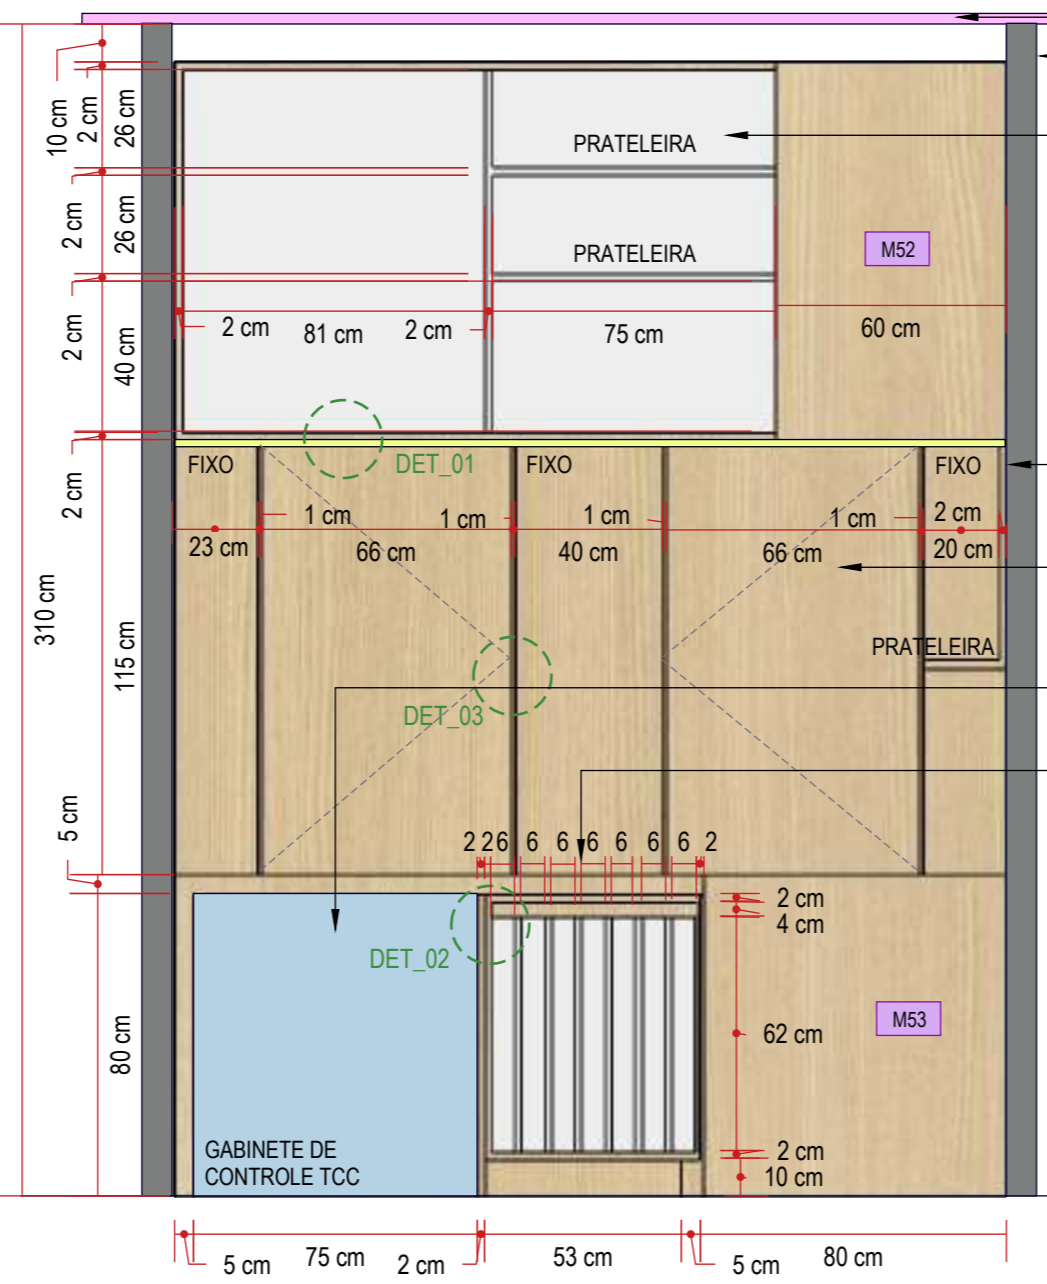 10 cm
2 cm
26 cm
PRATELEIRA
2 cm
26 cm
PRATELEIRA
M52
2 cm
40 cm
2 cm
81 cm
2 cm
75 cm
60 cm
2 cm
FIXO
DET_01
FIXO
FIXO
1 cm
1 cm
1 cm
1 cm
2 cm
23 cm
66 cm
40 cm
66 cm
20 cm
310 cm
115 cm
PRATELEIRA
DET_03
5 cm
2 2 6 6 6 6 6 6 6 2
2 cm
4 cm
DET_02
M53
62 cm
80 cm
GABINETE DE
CONTROLE TCC
2 cm
10 cm
5 cm
75 cm
2 cm
53 cm
5 cm
80 cm